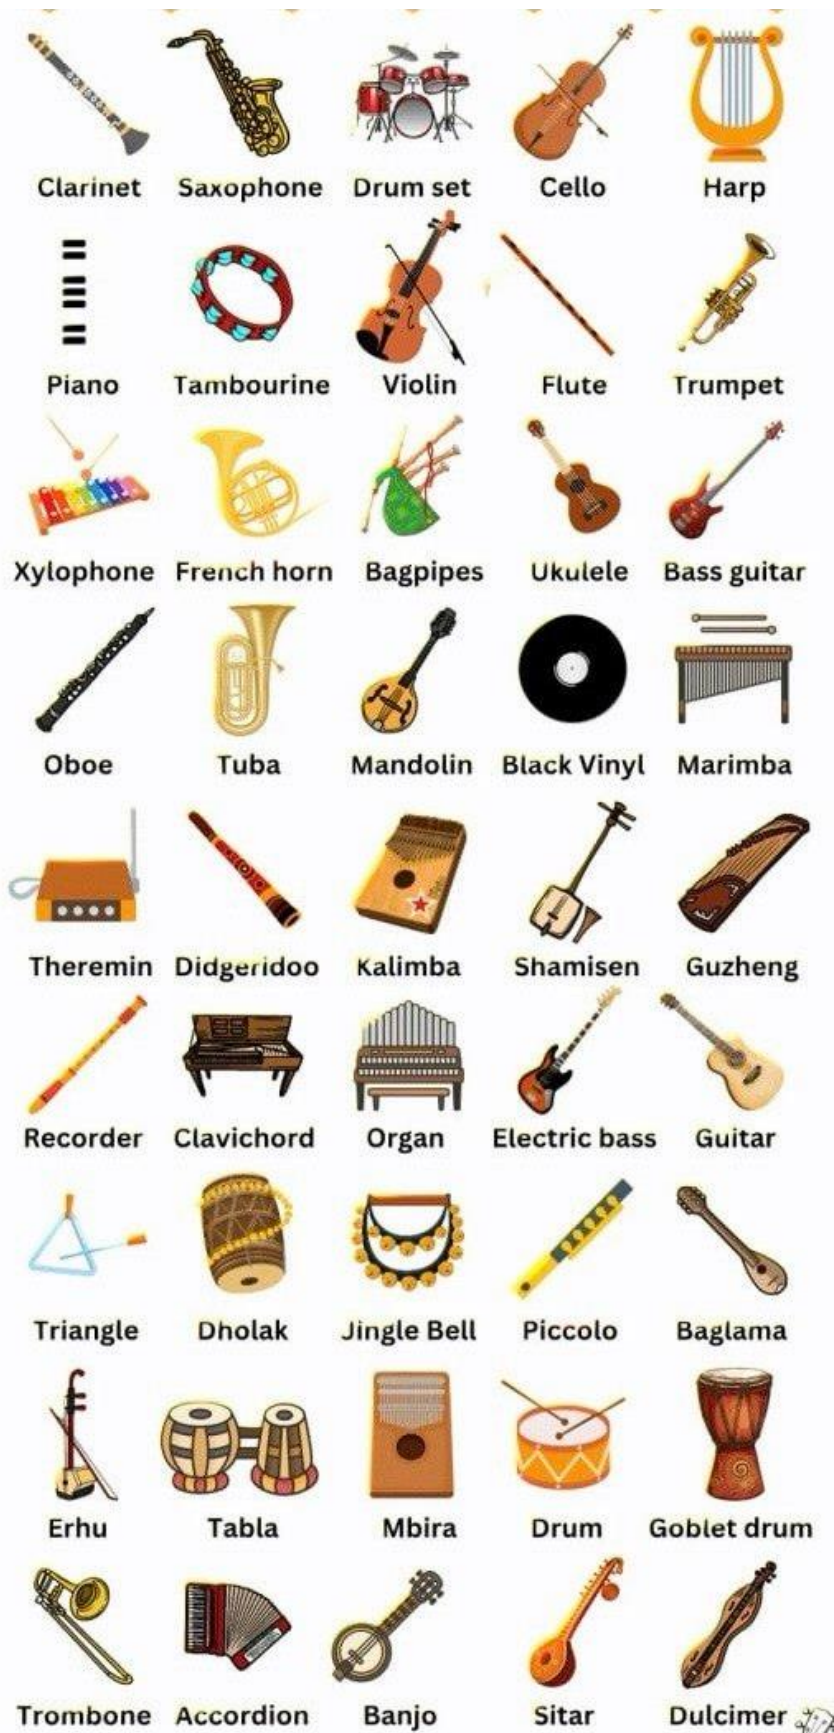 Clarinet Saxophone Drum set Cello Harp
Piano Tambourine Violin Flute Trumpet
Xylophone French horn Bagpipes Ukulele Bass guitar
Oboe Tuba Mandolin Black Vinyl Marimba
Theremin Didgeridoo Kalimba Shamisen Guzheng
Recorder Clavichord Organ Electric bass Guitar
Triangle Dholak Jingle Bell Piccolo Baglama
Erhu Tabla Mbira Drum Goblet drum
Trombone Accordion Banjo Sitar Dulcimer